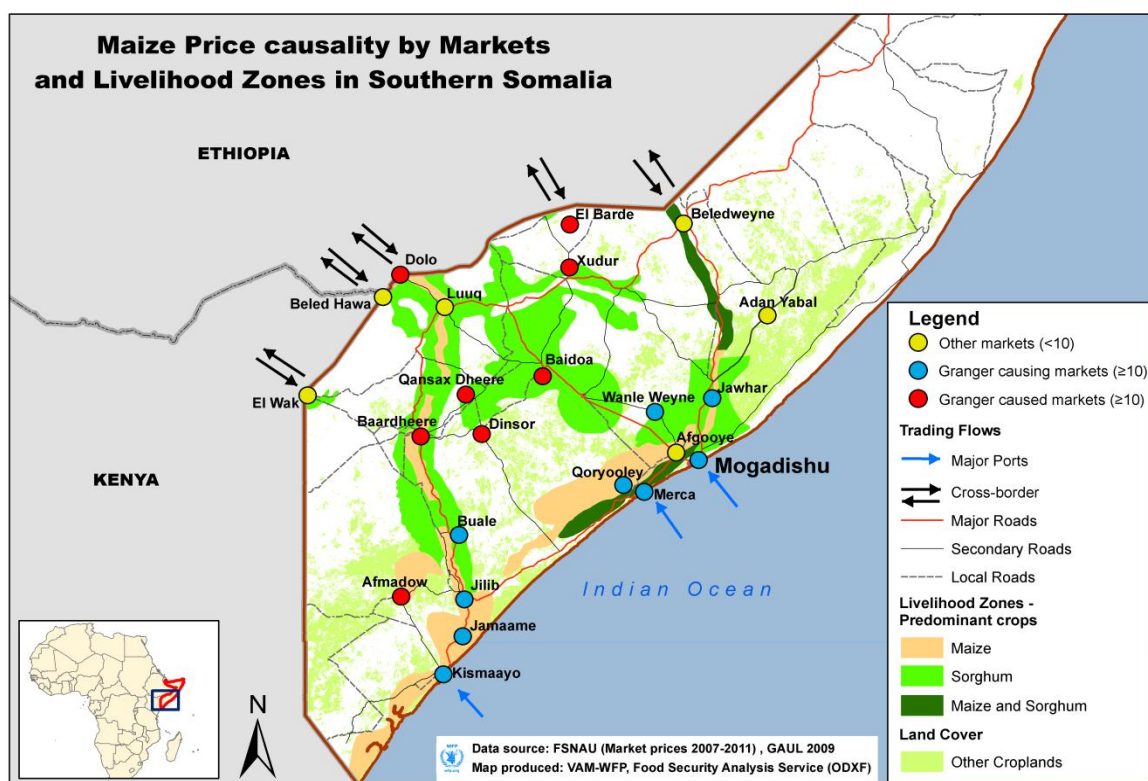 Maize Price causality by Markets
and Livelihood Zones in Southern Somalia
ETHIOPIA
El Barde
Beledweyne
Dolo
Xudur
Beled Hawa
Luuq
Adan Yabal
Baidoa
Qansax Dheere
El Wak
Wanle Weyne
Jawhar
Baardheere
Dinsor
Afgooye
KENYA
Qoryooley
Mogadishu
Merca
Buale
Afmadow
Jilib
Indian Ocean
Jamaame
Kismaayo
N
WFP
wfp.org
Data source: FSNAU (Market prices 2007-2011) , GAUL 2009
Map produced: VAM-WFP, Food Security Analysis Service (ODXF)
Legend
Other markets (<10)
Granger causing markets (≥10)
Granger caused markets (≥10)
Trading Flows
Major Ports
Cross-border
Major Roads
Secondary Roads
Local Roads
Livelihood Zones -
Predominant crops
Maize
Sorghum
Maize and Sorghum
Land Cover
Other Croplands